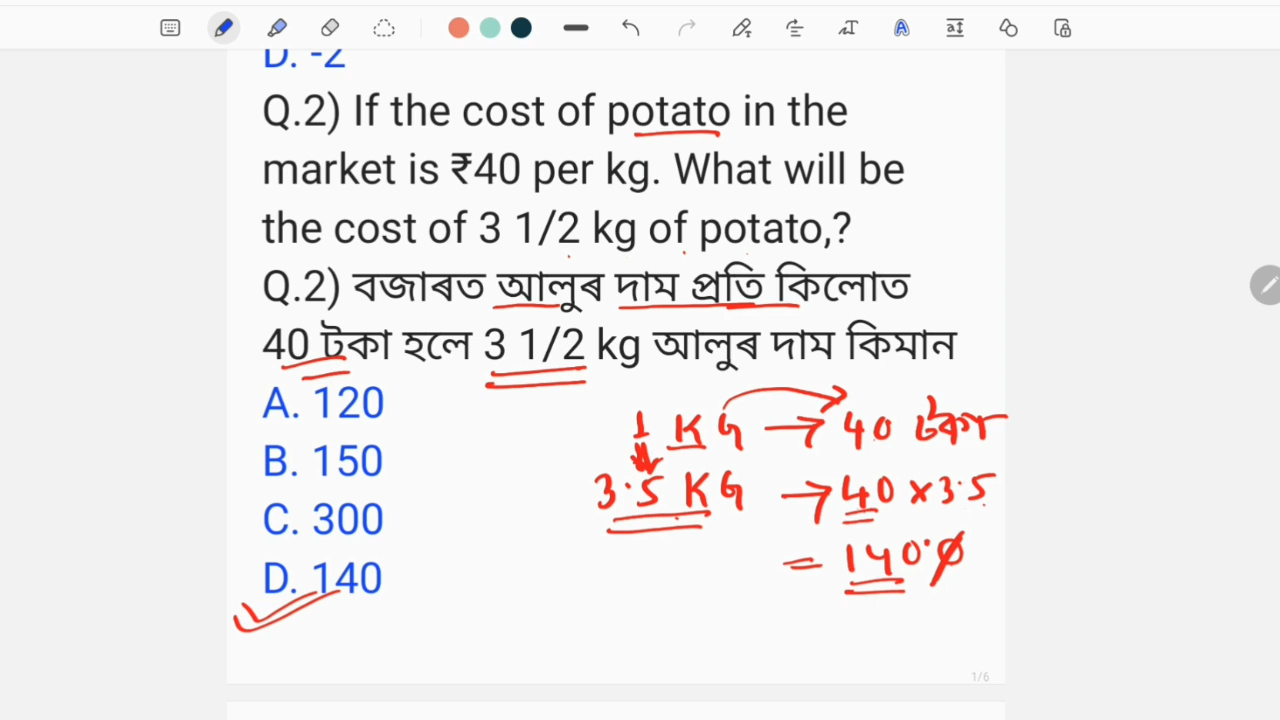 D. -2
Q.2) If the cost of potato in the
market is ₹40 per kg. What will be
the cost of 3 1/2 kg of potato,?
Q.2) বজাৰত আলুৰ দাম প্ৰতি কিলোত
40 টকা হলে 3 1/2 kg আলুৰ দাম কিমান
A. 120
B. 150
C. 300
D. 140
1 KG → 40 টকা
3.5 KG → 40 x 3.5
= 140.0
1/6